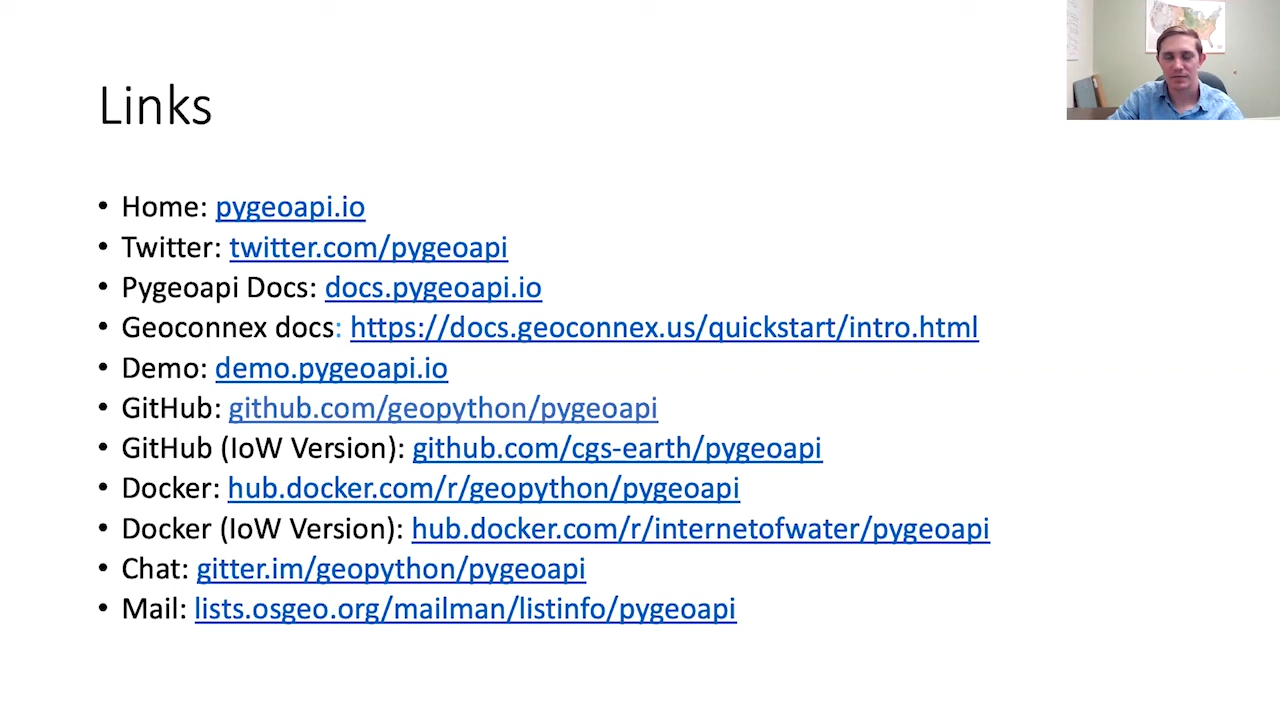 Links
• Home: pygeoapi.io
• Twitter: twitter.com/pygeoapi
• Pygeoapi Docs: docs.pygeoapi.io
• Geoconnex docs: https://docs.geoconnex.us/quickstart/intro.html
• Demo: demo.pygeoapi.io
• GitHub: github.com/geopython/pygeoapi
• GitHub (IoW Version): github.com/cgs-earth/pygeoapi
• Docker: hub.docker.com/r/geopython/pygeoapi
• Docker (IoW Version): hub.docker.com/r/internetofwater/pygeoapi
• Chat: gitter.im/geopython/pygeoapi
• Mail: lists.osgeo.org/mailman/listinfo/pygeoapi